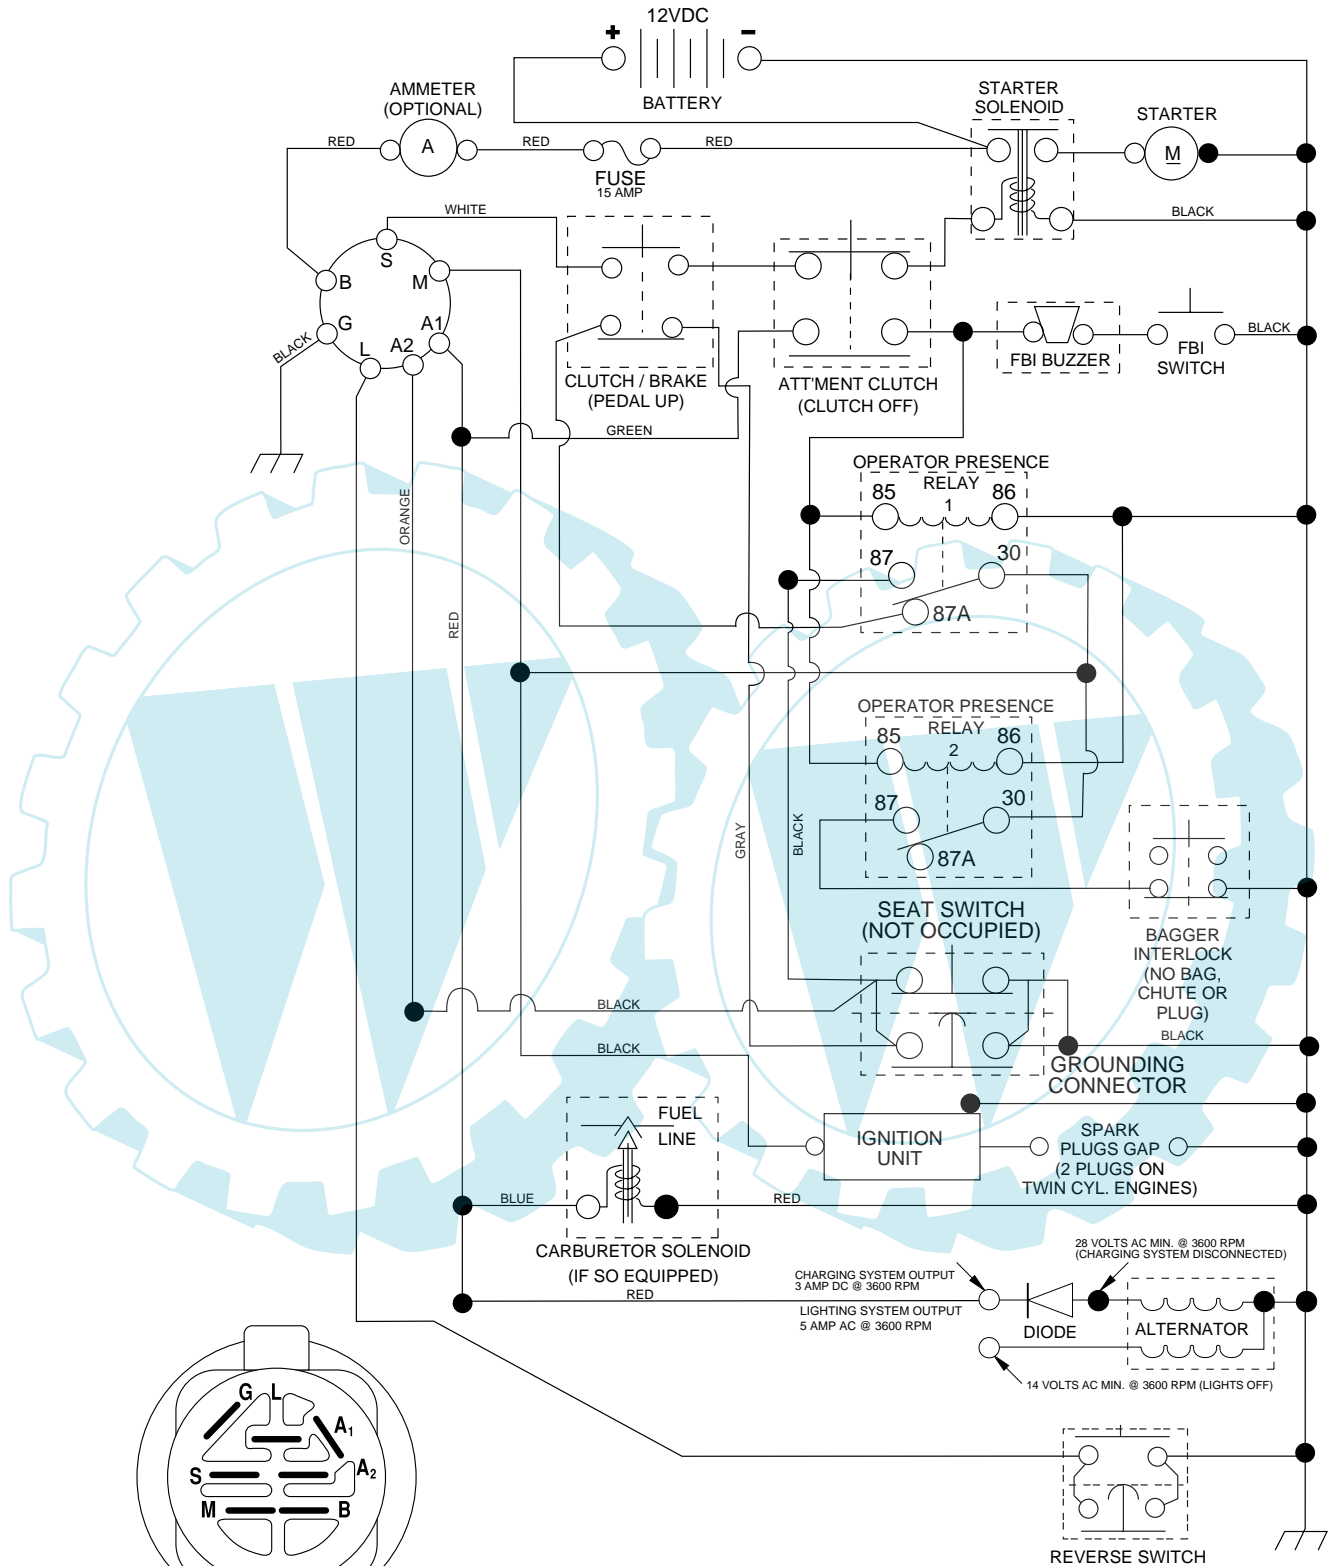 12VDC
+
−
BATTERY
AMMETER
(OPTIONAL)
A
RED
RED
RED
FUSE
15 AMP
STARTER
SOLENOID
STARTER
M
WHITE
BLACK
S
B
M
G
A1
L
A2
BLACK
CLUTCH / BRAKE
(PEDAL UP)
ATT'MENT CLUTCH
(CLUTCH OFF)
FBI BUZZER
FBI
SWITCH
BLACK
GREEN
OPERATOR PRESENCE
RELAY
85
1
86
87
30
87A
ORANGE
RED
OPERATOR PRESENCE
RELAY
85
2
86
87
30
87A
GRAY
BLACK
SEAT SWITCH
(NOT OCCUPIED)
BAGGER
INTERLOCK
(NO BAG,
CHUTE OR
PLUG)
BLACK
BLACK
BLACK
GROUNDING
CONNECTOR
FUEL
LINE
IGNITION
UNIT
SPARK
PLUGS GAP
(2 PLUGS ON
TWIN CYL. ENGINES)
BLUE
RED
CARBURETOR SOLENOID
(IF SO EQUIPPED)
RED
28 VOLTS AC MIN. @ 3600 RPM
(CHARGING SYSTEM DISCONNECTED)
CHARGING SYSTEM OUTPUT
3 AMP DC @ 3600 RPM
LIGHTING SYSTEM OUTPUT
5 AMP AC @ 3600 RPM
DIODE
ALTERNATOR
14 VOLTS AC MIN. @ 3600 RPM (LIGHTS OFF)
G
L
A1
S
A2
M
B
REVERSE SWITCH